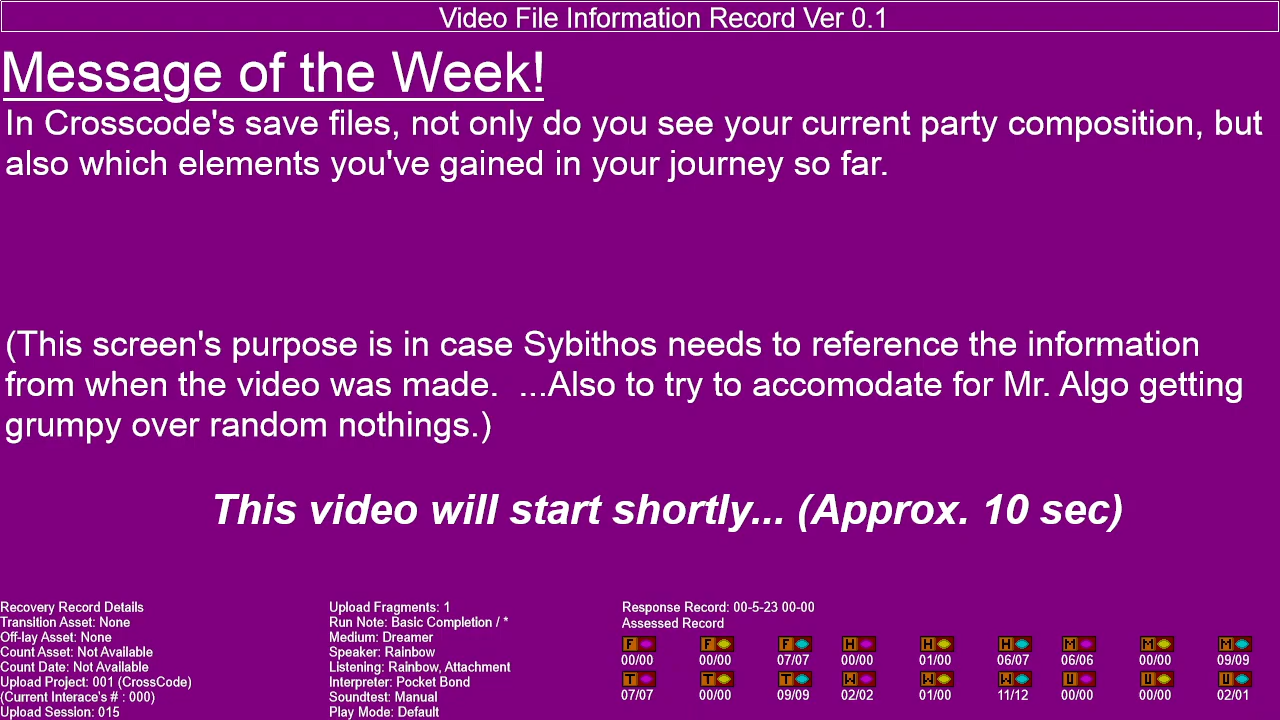 Video File Information Record Ver 0.1
Message of the Week!
In Crosscode's save files, not only do you see your current party composition, but
also which elements you've gained in your journey so far.
(This screen's purpose is in case Sybithos needs to reference the information
from when the video was made.  ...Also to try to accomodate for Mr. Algo getting
grumpy over random nothings.)
This video will start shortly... (Approx. 10 sec)
Recovery Record Details
Transition Asset: None
Off-lay Asset: None
Count Asset: Not Available
Count Date: Not Available
Upload Project: 001 (CrossCode)
(Current Interace's # : 000)
Upload Session: 015
Upload Fragments: 1
Run Note: Basic Completion / *
Medium: Dreamer
Speaker: Rainbow
Listening: Rainbow, Attachment
Interpreter: Pocket Bond
Soundtest: Manual
Play Mode: Default
Response Record: 00-5-23 00-00
Assessed Record
F F F H H H M M M
00/00 00/00 07/07 00/00 01/00 06/07 06/06 00/00 09/09
T T T W W W U U U
07/07 00/00 09/09 02/02 01/00 11/12 00/00 00/00 02/01